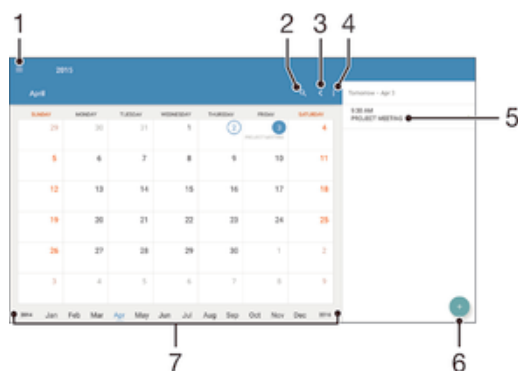 1 2 3 4
2015
April
Tomorrow – Apr 3
SUNDAY MONDAY TUESDAY WEDNESDAY THURSDAY FRIDAY SATURDAY
9:30 AM
PROJECT MEETING 5
29 30 31 1 2 3 4
PROJECT MEETING
5 6 7 8 9 10 11
12 13 14 15 16 17 18
19 20 21 22 23 24 25
26 27 28 29 30 1 2
3 4 5 6 7 8 9
2014 Jan Feb Mar Apr May Jun Jul Aug Sep Oct Nov Dec 2016
7 6